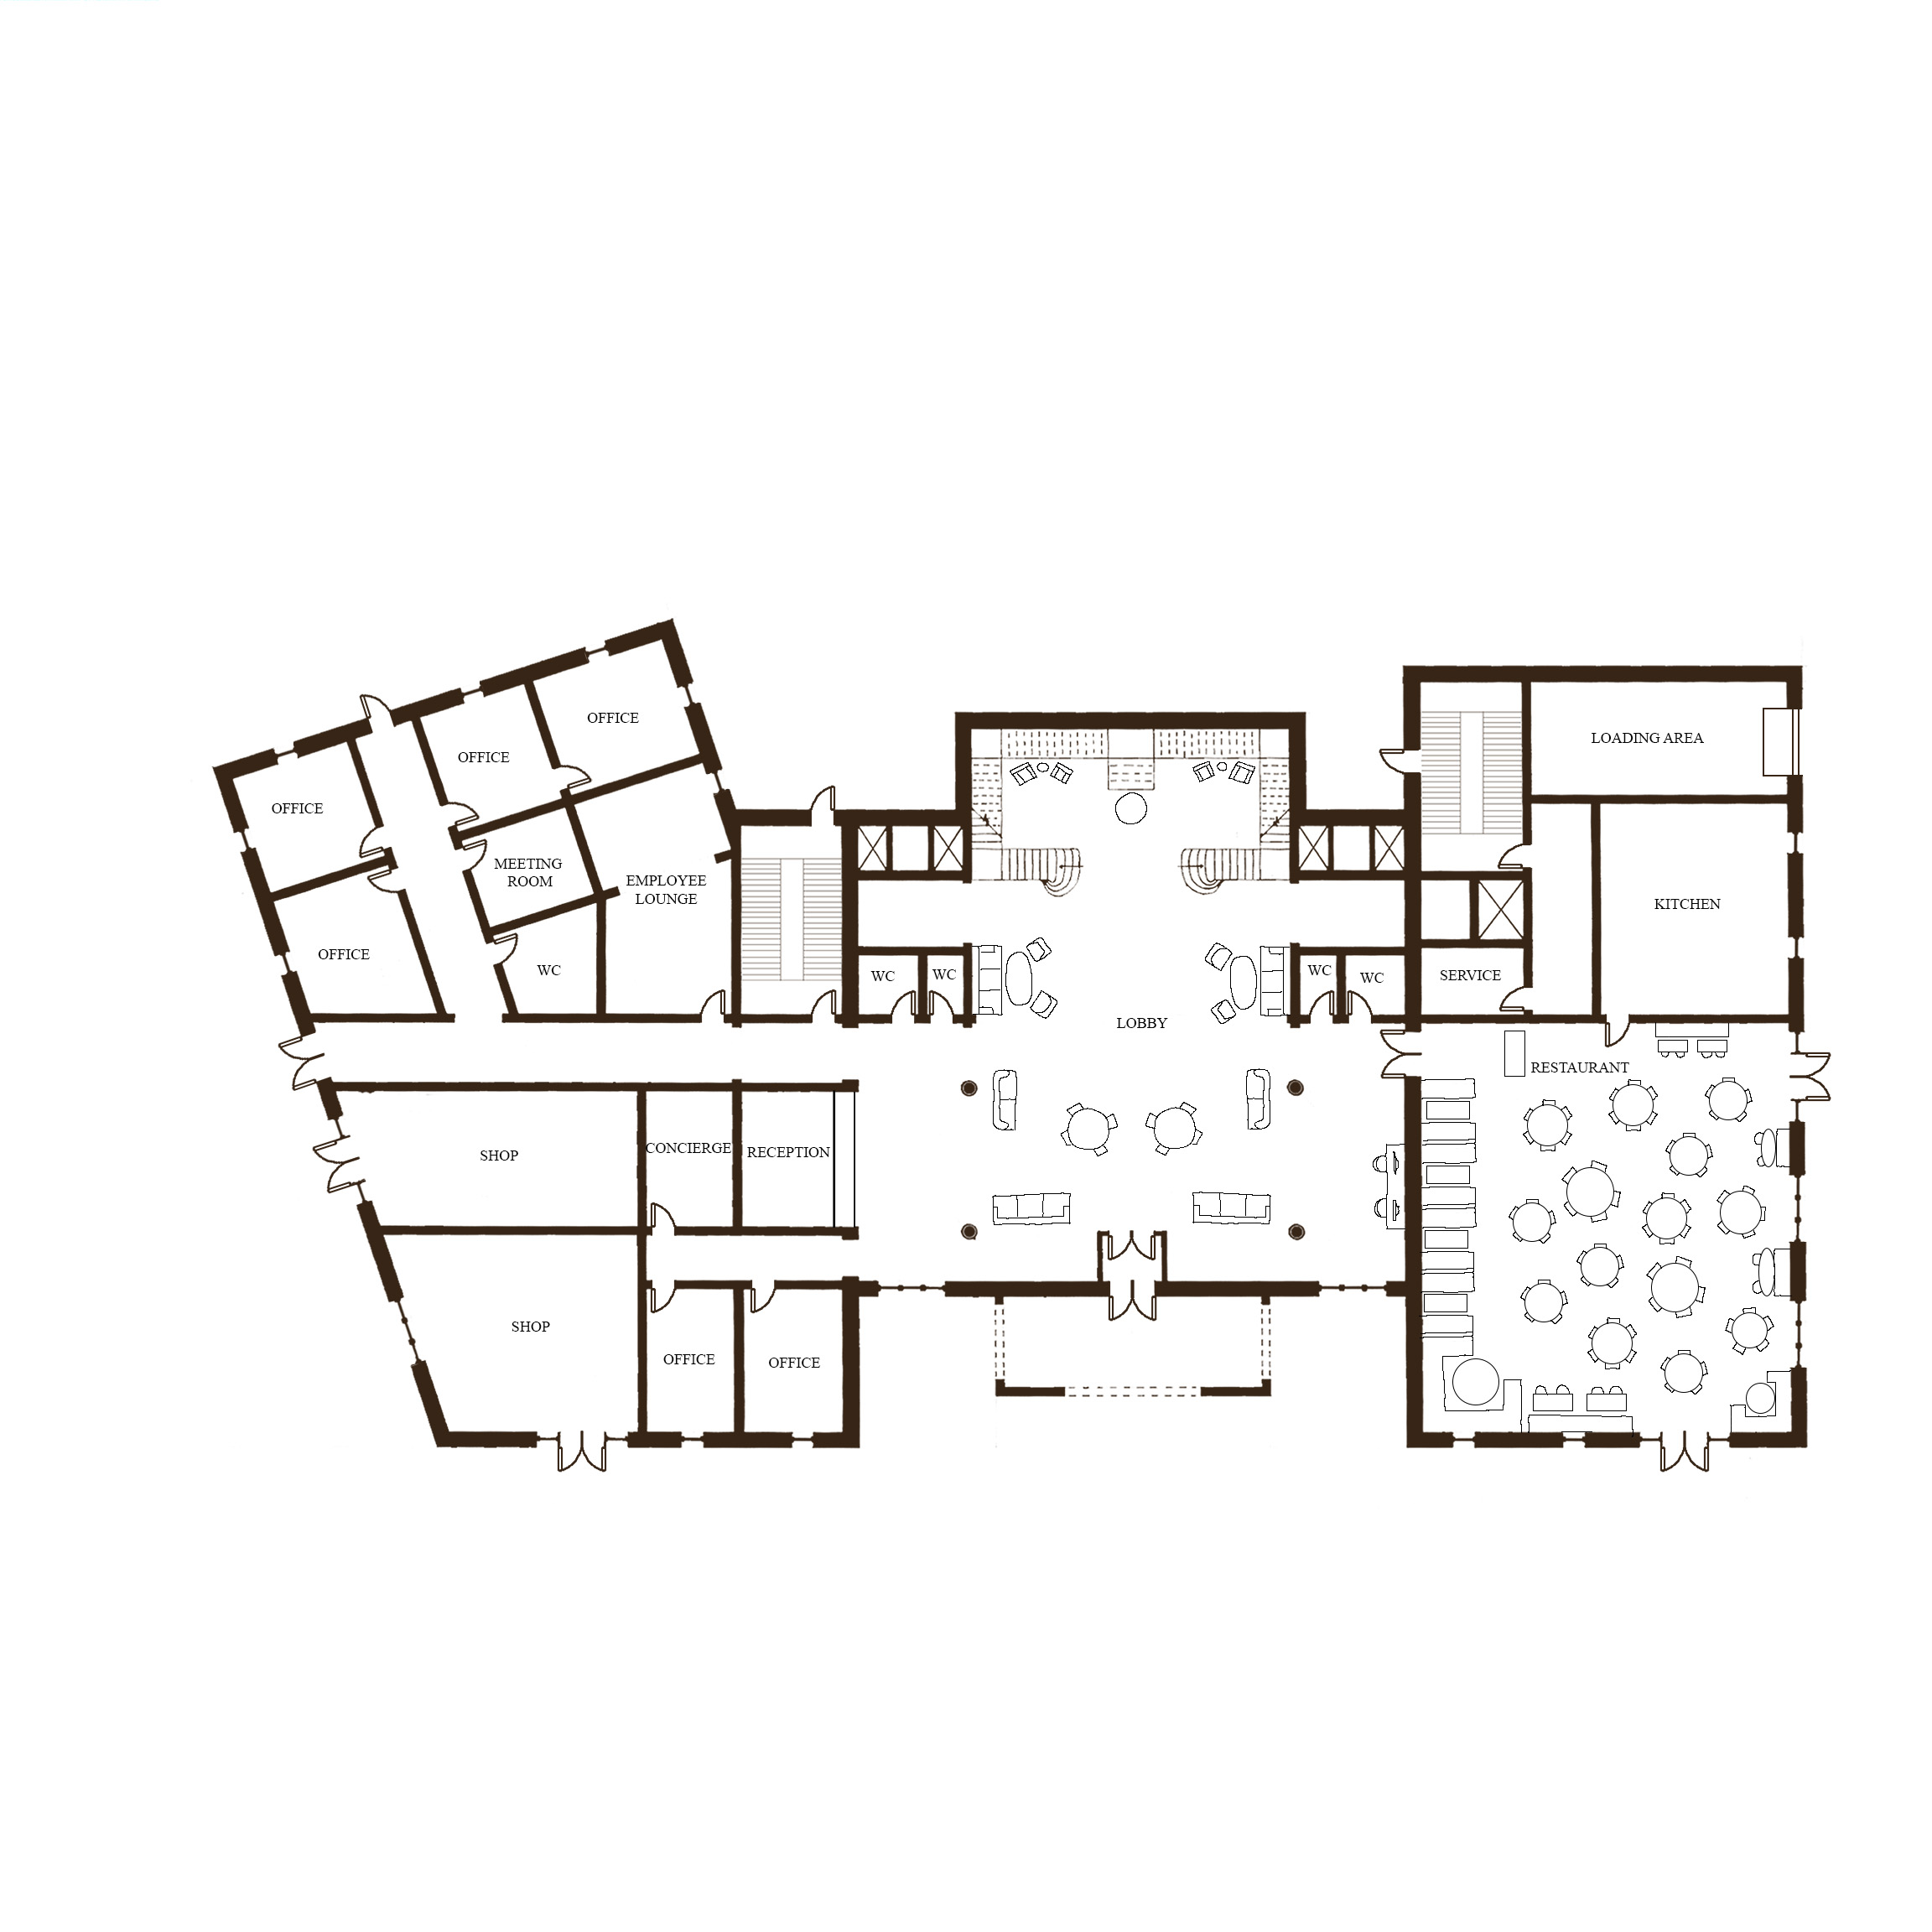 OFFICE
LOADING AREA
OFFICE
OFFICE
MEETING
ROOM
EMPLOYEE
LOUNGE
KITCHEN
OFFICE
WC
WC
WC
WC
WC
SERVICE
LOBBY
RESTAURANT
SHOP
CONCIERGE
RECEPTION
SHOP
OFFICE
OFFICE